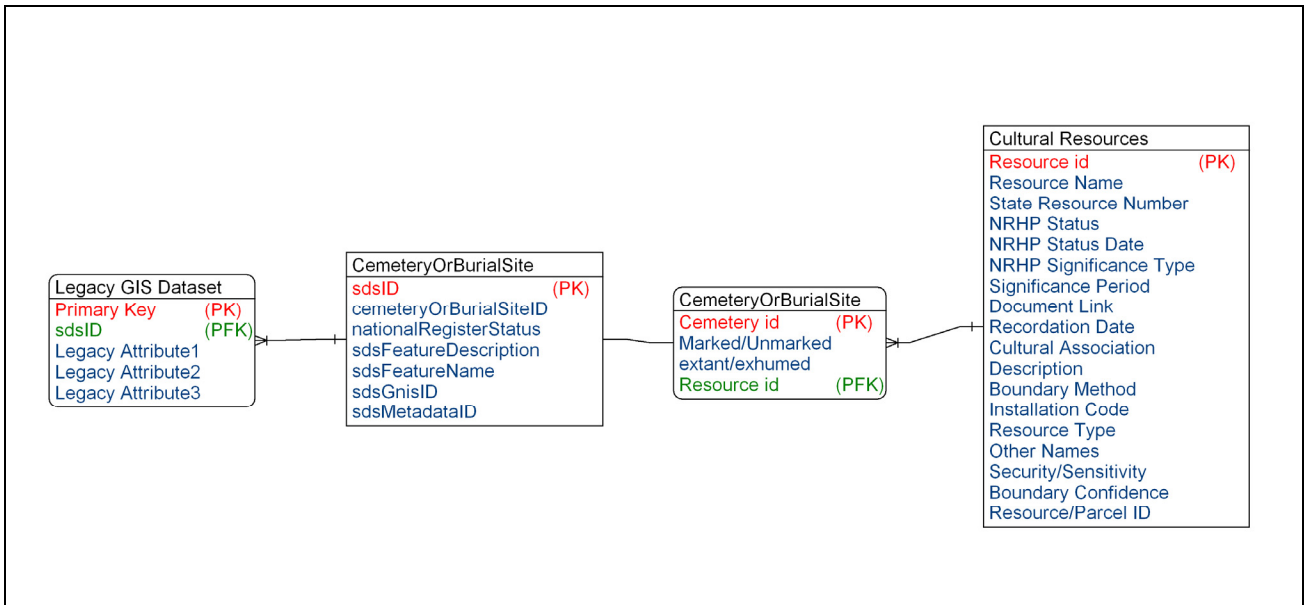 Legacy GIS Dataset
Primary Key (PK)
sdsID (PFK)
Legacy Attribute1
Legacy Attribute2
Legacy Attribute3
CemeteryOrBurialSite
sdsID (PK)
cemeteryOrBurialSiteID
nationalRegisterStatus
sdsFeatureDescription
sdsFeatureName
sdsGnisID
sdsMetadataID
CemeteryOrBurialSite
Cemetery id (PK)
Marked/Unmarked
extant/exhumed
Resource id (PFK)
Cultural Resources
Resource id (PK)
Resource Name
State Resource Number
NRHP Status
NRHP Status Date
NRHP Significance Type
Significance Period
Document Link
Recordation Date
Cultural Association
Description
Boundary Method
Installation Code
Resource Type
Other Names
Security/Sensitivity
Boundary Confidence
Resource/Parcel ID